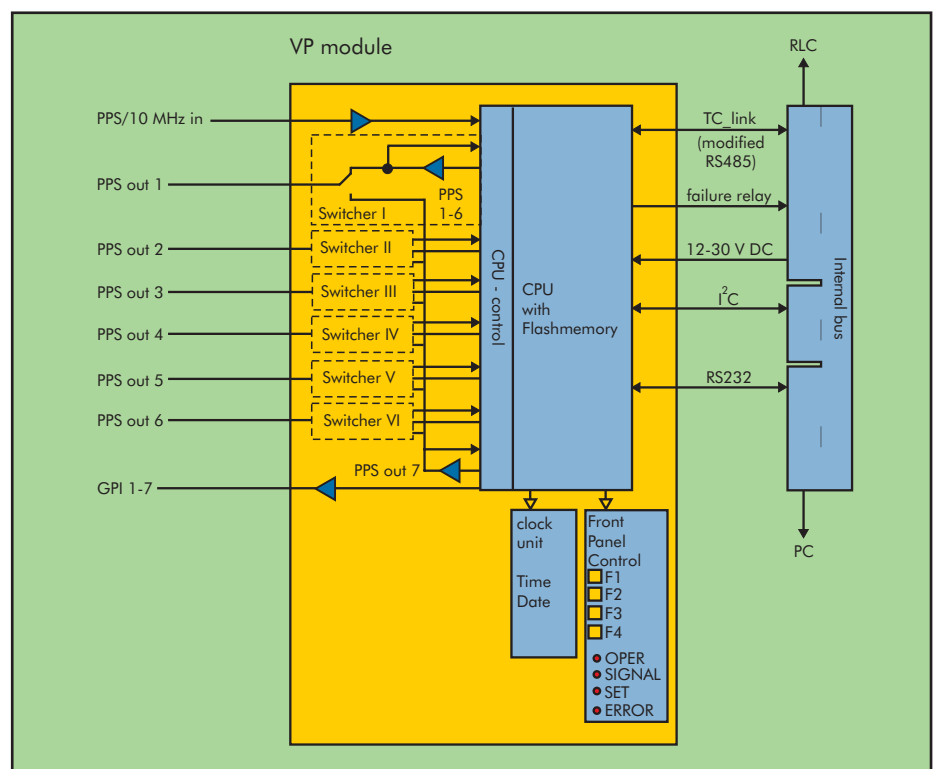 VP module
RLC
PPS/10 MHz in
TC_link
(modified
RS485)
PPS out 1
PPS
1-6
Switcher I
failure relay
PPS out 2
Switcher II
12-30 V DC
PPS out 3
Switcher III
I²C
PPS out 4
Switcher IV
CPU - control
CPU
with
Flashmemory
Internal bus
PPS out 5
Switcher V
RS232
PPS out 6
Switcher VI
PPS out 7
GPI 1-7
clock
unit
Time
Date
Front
Panel
Control
F1
F2
F3
F4
OPER
SIGNAL
SET
ERROR
PC